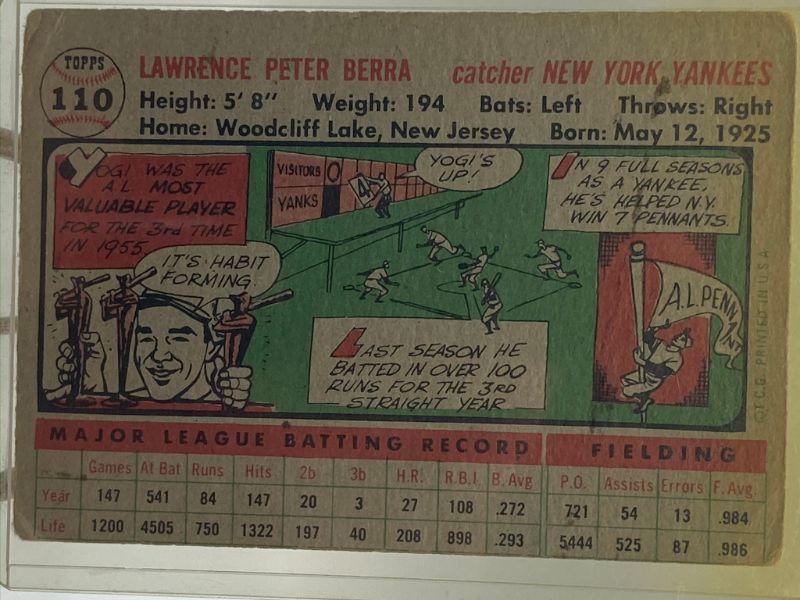 TOPPS
110
LAWRENCE PETER BERRA catcher NEW YORK YANKEES
Height: 5' 8" Weight: 194 Bats: Left Throws: Right
Home: Woodcliff Lake, New Jersey Born: May 12, 1925
YOGI WAS THE
A.L. MOST
VALUABLE PLAYER
FOR THE 3rd TIME
IN 1955
IT'S HABIT
FORMING.
VISITORS 0
YANKS 4
YOGI'S
UP!
LAST SEASON HE
BATTED IN OVER 100
RUNS FOR THE 3RD
STRAIGHT YEAR
IN 9 FULL SEASONS
AS A YANKEE,
HE'S HELPED N.Y.
WIN 7 PENNANTS.
A.L. PENNANT
©T.C.G. PRINTED IN U.S.A.
MAJOR LEAGUE BATTING RECORD FIELDING
Games At Bat Runs Hits 2b 3b H.R. R.B.I. B. Avg. P.O. Assists Errors F. Avg.
Year 147 541 84 147 20 3 27 108 .272 721 54 13 .984
Life 1200 4505 750 1322 197 40 208 898 .293 5444 525 87 .986